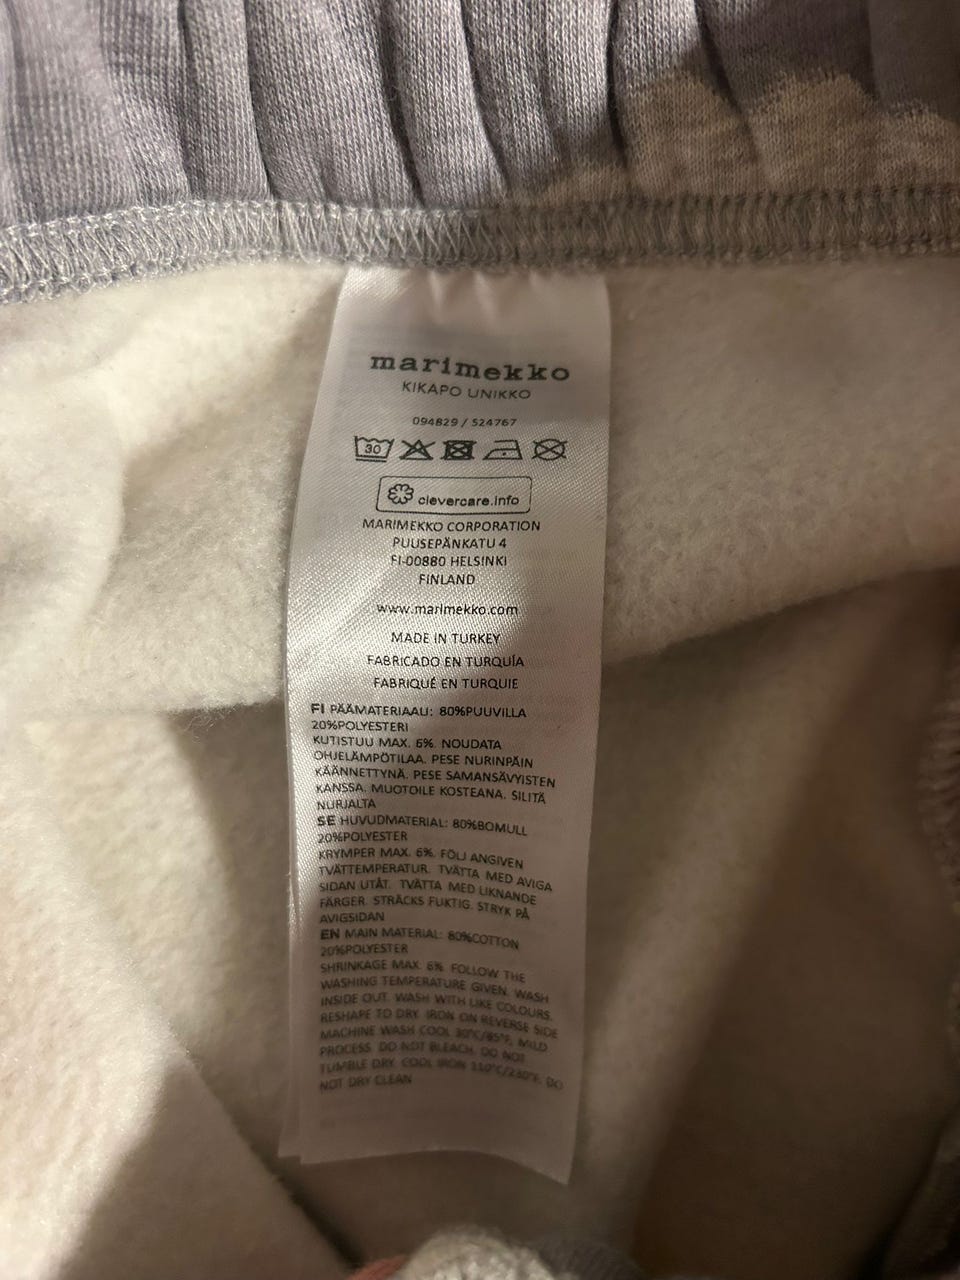 marimekko
KIKAPO UNIKKO
094829 / 524767
30
clevercare.info
MARIMEKKO CORPORATION
PUUSEPÄNKATU 4
FI-00880 HELSINKI
FINLAND
www.marimekko.com
MADE IN TURKEY
FABRICADO EN TURQUÍA
FABRIQUÉ EN TURQUIE
FI PÄÄMATERIAALI: 80%PUUVILLA
20%POLYESTERI
KUTISTUU MAX. 6%. NOUDATA
OHJELÄMPÖTILAA. PESE NURINPÄIN
KÄÄNNETTYNÄ. PESE SAMANSÄVYISTEN
KANSSA. MUOTOILE KOSTEANA. SILITÄ
NURJALTA
SE HUVUDMATERIAL: 80%BOMULL
20%POLYESTER
KRYMPER MAX. 6%. FÖLJ ANGIVEN
TVÄTTEMPERATUR. TVÄTTA MED AVIGA
SIDAN UTÅT. TVÄTTA MED LIKNANDE
FÄRGER. STRÄCKS FUKTIG. STRYK PÅ
AVIGSIDAN
EN MAIN MATERIAL: 80%COTTON
20%POLYESTER
SHRINKAGE MAX. 6%. FOLLOW THE
WASHING TEMPERATURE GIVEN. WASH
INSIDE OUT. WASH WITH LIKE COLOURS.
RESHAPE TO DRY. IRON ON REVERSE SIDE
MACHINE WASH COOL 30°C/85°F, MILD
PROCESS. DO NOT BLEACH. DO NOT
TUMBLE DRY. COOL IRON 110°C/230°F. DO
NOT DRY CLEAN